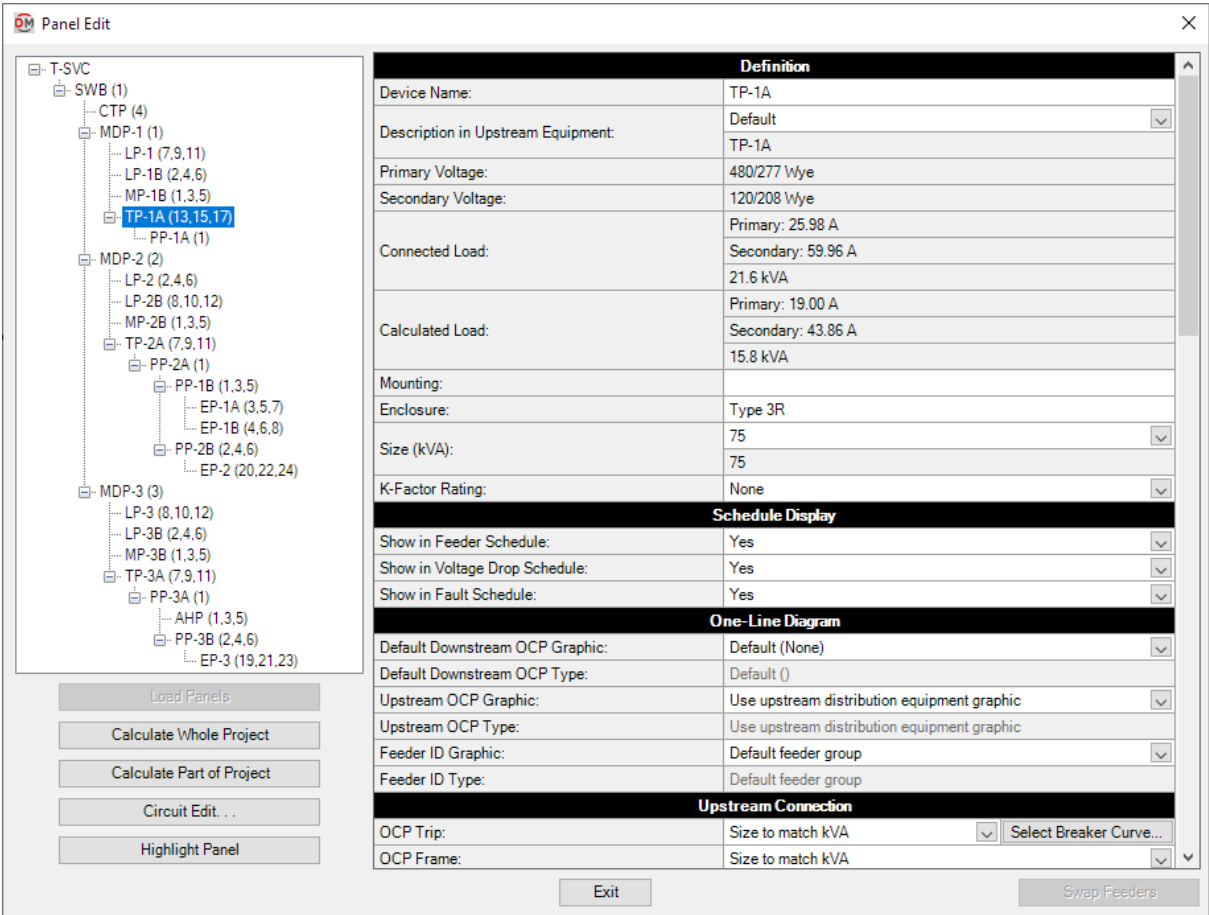 DM Panel Edit
T-SVC
SWB (1)
CTP (4)
MDP-1 (1)
LP-1 (7,9,11)
LP-1B (2,4,6)
MP-1B (1,3,5)
TP-1A (13,15,17)
PP-1A (1)
MDP-2 (2)
LP-2 (2,4,6)
LP-2B (8,10,12)
MP-2B (1,3,5)
TP-2A (7,9,11)
PP-2A (1)
PP-1B (1,3,5)
EP-1A (3,5,7)
EP-1B (4,6,8)
PP-2B (2,4,6)
EP-2 (20,22,24)
MDP-3 (3)
LP-3 (8,10,12)
LP-3B (2,4,6)
MP-3B (1,3,5)
TP-3A (7,9,11)
PP-3A (1)
AHP (1,3,5)
PP-3B (2,4,6)
EP-3 (19,21,23)
Load Panels
Calculate Whole Project
Calculate Part of Project
Circuit Edit. . .
Highlight Panel
Definition
Device Name: TP-1A
Description in Upstream Equipment: Default
TP-1A
Primary Voltage: 480/277 Wye
Secondary Voltage: 120/208 Wye
Connected Load: Primary: 25.98 A
Secondary: 59.96 A
21.6 kVA
Calculated Load: Primary: 19.00 A
Secondary: 43.86 A
15.8 kVA
Mounting:
Enclosure: Type 3R
Size (kVA): 75
75
K-Factor Rating: None
Schedule Display
Show in Feeder Schedule: Yes
Show in Voltage Drop Schedule: Yes
Show in Fault Schedule: Yes
One-Line Diagram
Default Downstream OCP Graphic: Default (None)
Default Downstream OCP Type: Default ()
Upstream OCP Graphic: Use upstream distribution equipment graphic
Upstream OCP Type: Use upstream distribution equipment graphic
Feeder ID Graphic: Default feeder group
Feeder ID Type: Default feeder group
Upstream Connection
OCP Trip: Size to match kVA Select Breaker Curve...
OCP Frame: Size to match kVA
Exit
Swap Feeders